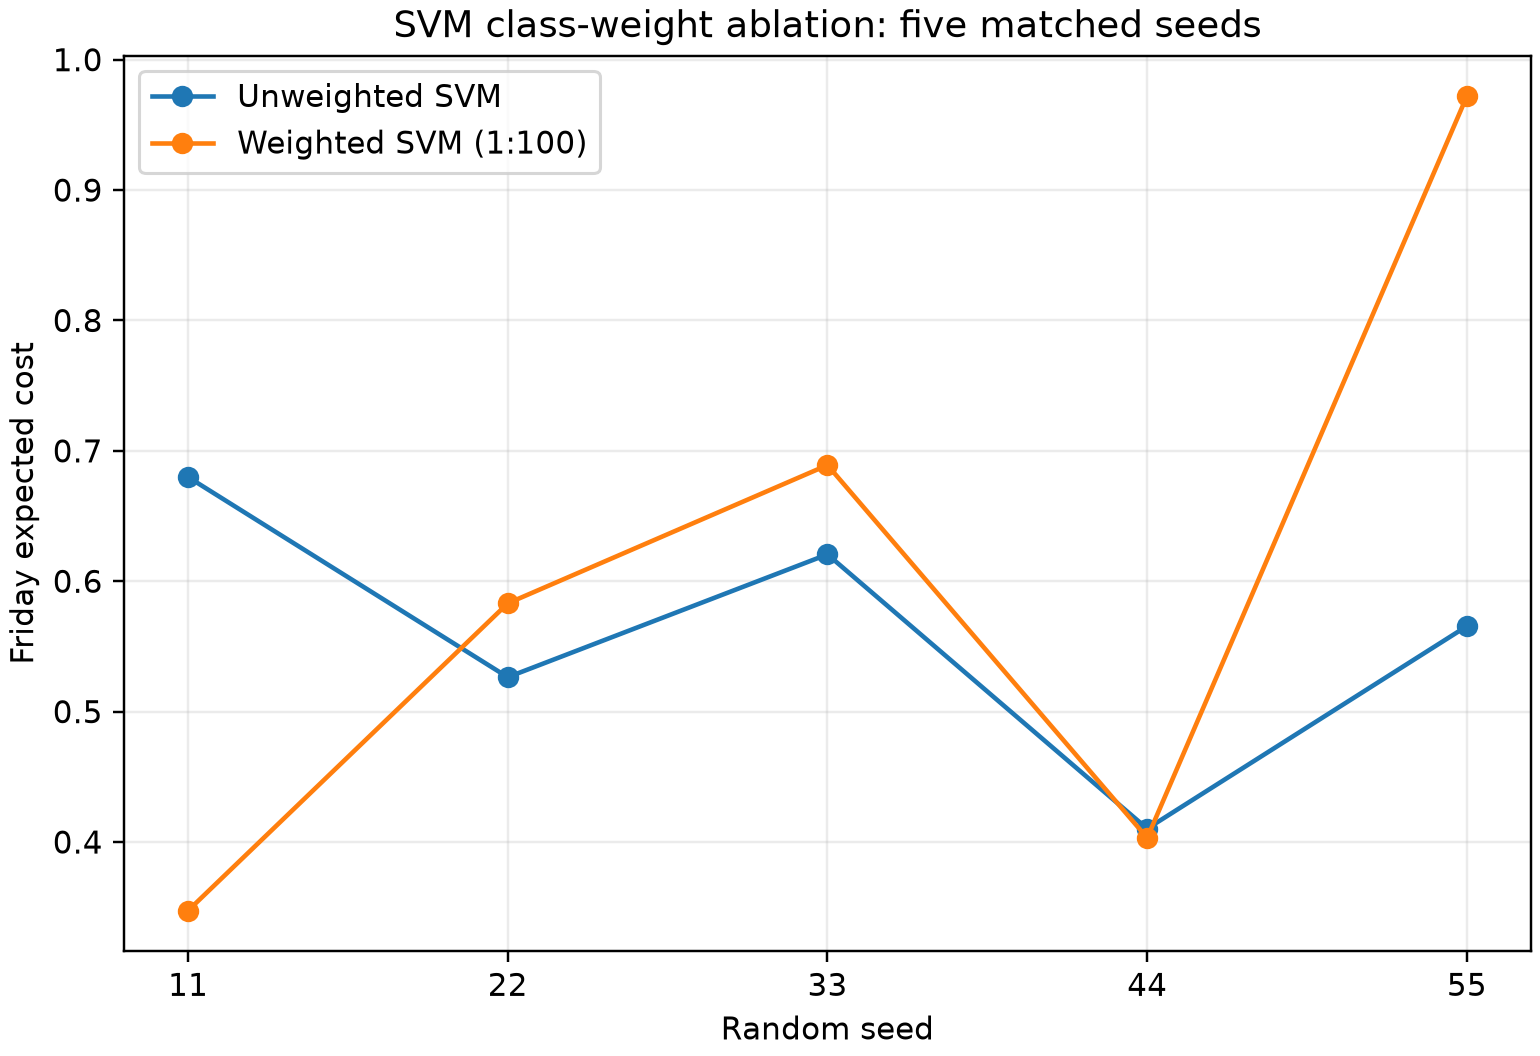 SVM class-weight ablation: five matched seeds
Unweighted SVM
Weighted SVM (1:100)
Friday expected cost
1.0
0.9
0.8
0.7
0.6
0.5
0.4
11 22 33 44 55
Random seed